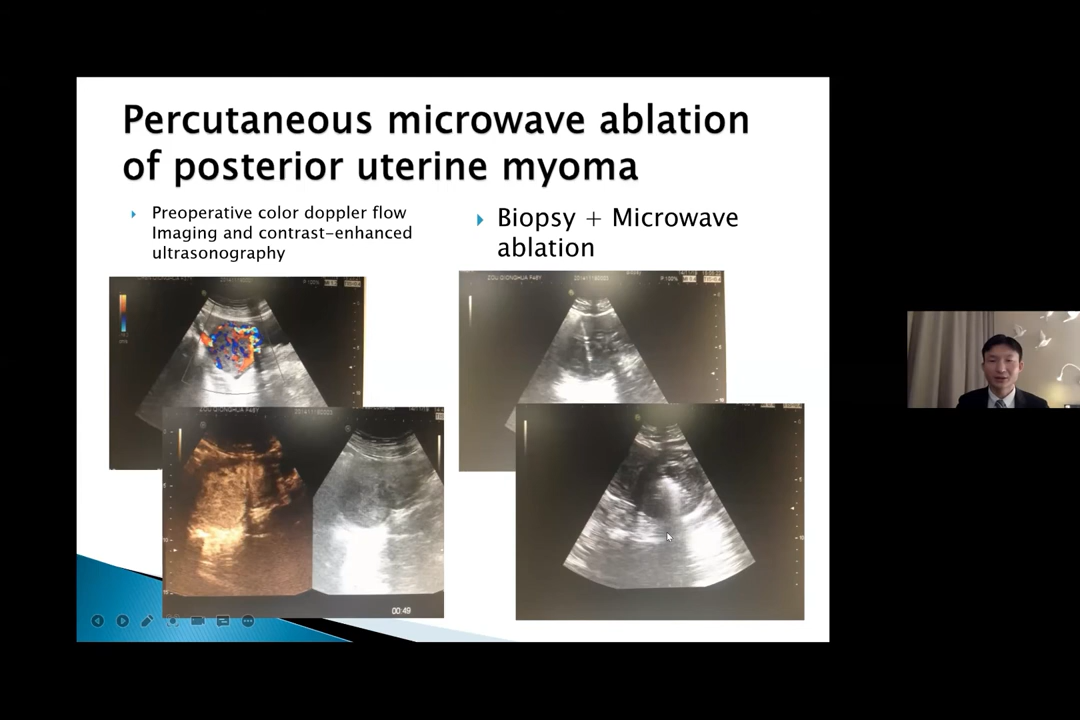 Percutaneous microwave ablation
of posterior uterine myoma
Preoperative color doppler flow
Imaging and contrast-enhanced
ultrasonography
Biopsy + Microwave
ablation
00:49